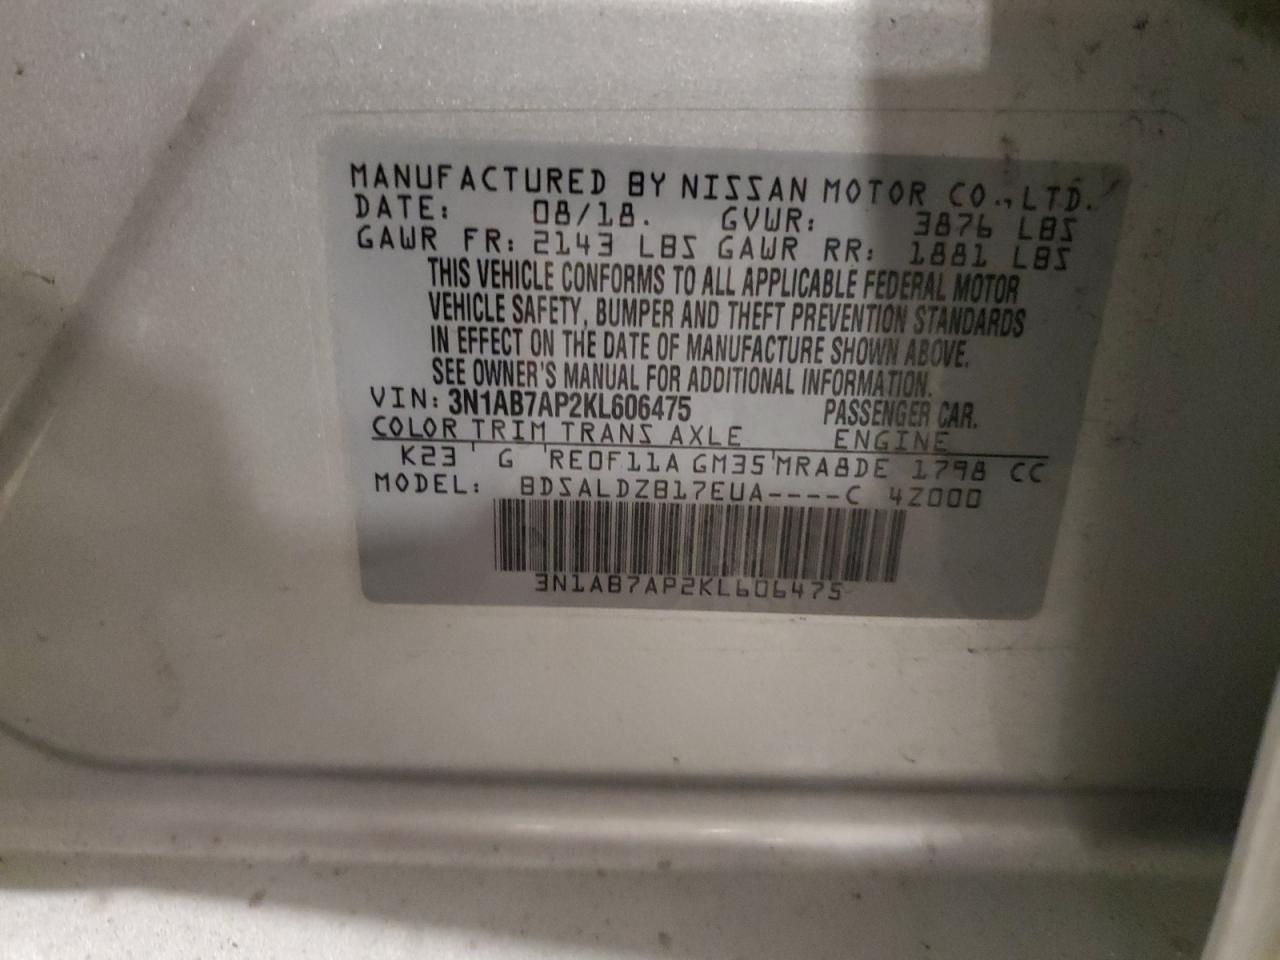 MANUFACTURED BY NISSAN MOTOR CO., LTD.
DATE: 08/18. GVWR: 3876 LBS
GAWR FR: 2143 LBS GAWR RR: 1881 LBS
THIS VEHICLE CONFORMS TO ALL APPLICABLE FEDERAL MOTOR
VEHICLE SAFETY, BUMPER AND THEFT PREVENTION STANDARDS
IN EFFECT ON THE DATE OF MANUFACTURE SHOWN ABOVE.
SEE OWNER'S MANUAL FOR ADDITIONAL INFORMATION.
VIN: 3N1AB7AP2KL606475 PASSENGER CAR.
COLOR TRIM TRANS AXLE ENGINE
K23 ' G 'RE0F11A GM35'MRA8DE 1798 CC
MODEL: BDSALDZB17EUA----C 4Z000
3N1AB7AP2KL606475